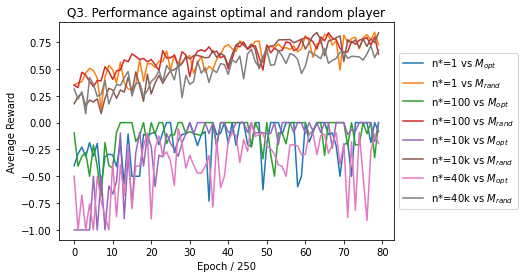 Q3. Performance against optimal and random player
Average Reward
0.75
0.50
0.25
0.00
−0.25
−0.50
−0.75
−1.00
0 10 20 30 40 50 60 70 80
Epoch / 250
n*=1 vs M_opt
n*=1 vs M_rand
n*=100 vs M_opt
n*=100 vs M_rand
n*=10k vs M_opt
n*=10k vs M_rand
n*=40k vs M_opt
n*=40k vs M_rand